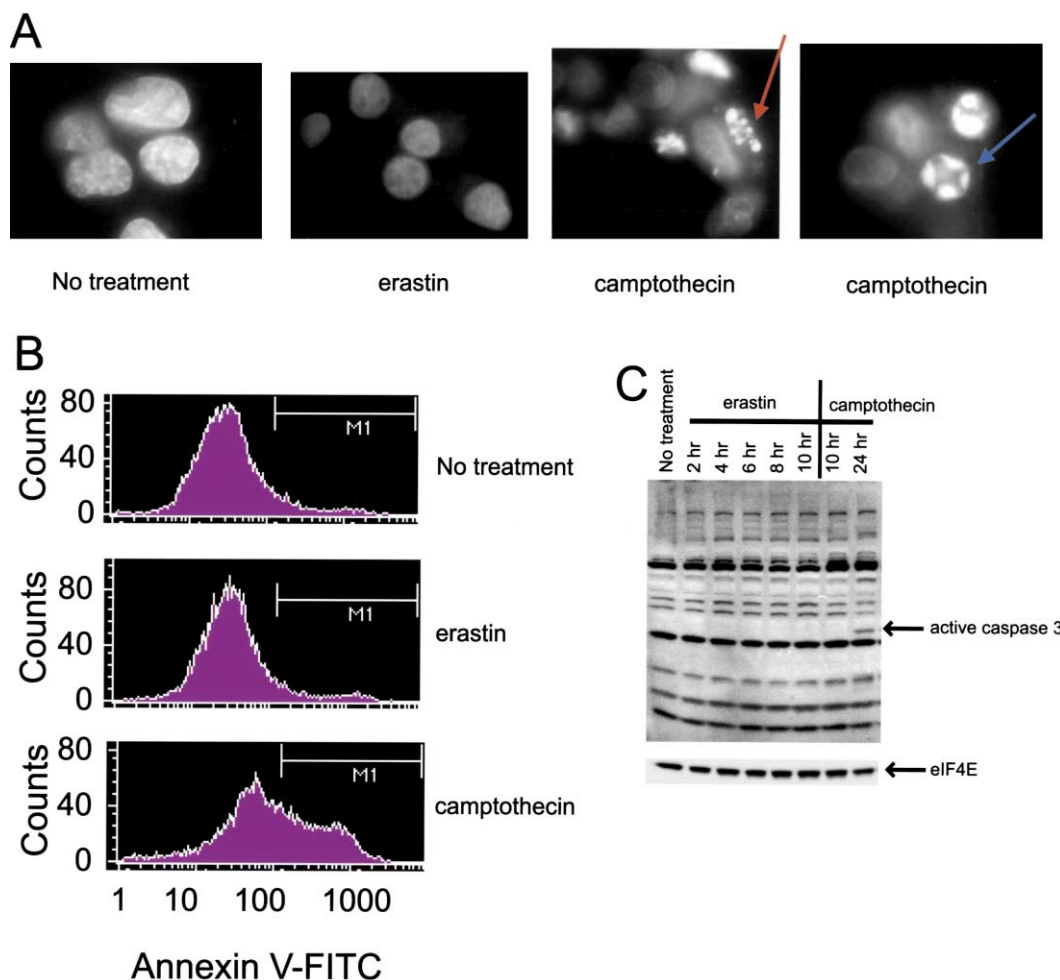 A
No treatment
erastin
camptothecin
camptothecin
B
Counts
80
40
0
M1
No treatment
Counts
80
40
0
M1
erastin
Counts
80
40
0
M1
camptothecin
1 10 100 1000
Annexin V-FITC
C
No treatment
erastin
camptothecin
2 hr
4 hr
6 hr
8 hr
10 hr
10 hr
24 hr
active caspase 3
eIF4E